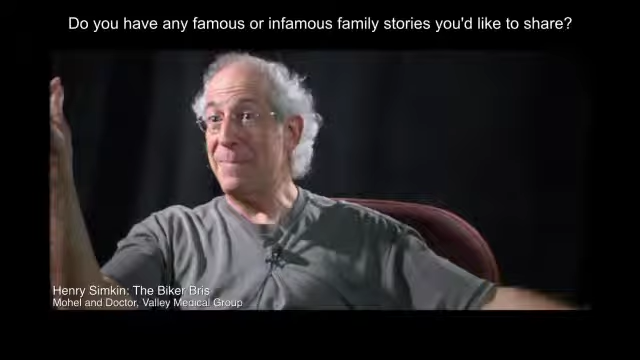 Do you have any famous or infamous family stories you'd like to share?
Henry Simkin: The Biker Bris
Mohel and Doctor, Valley Medical Group